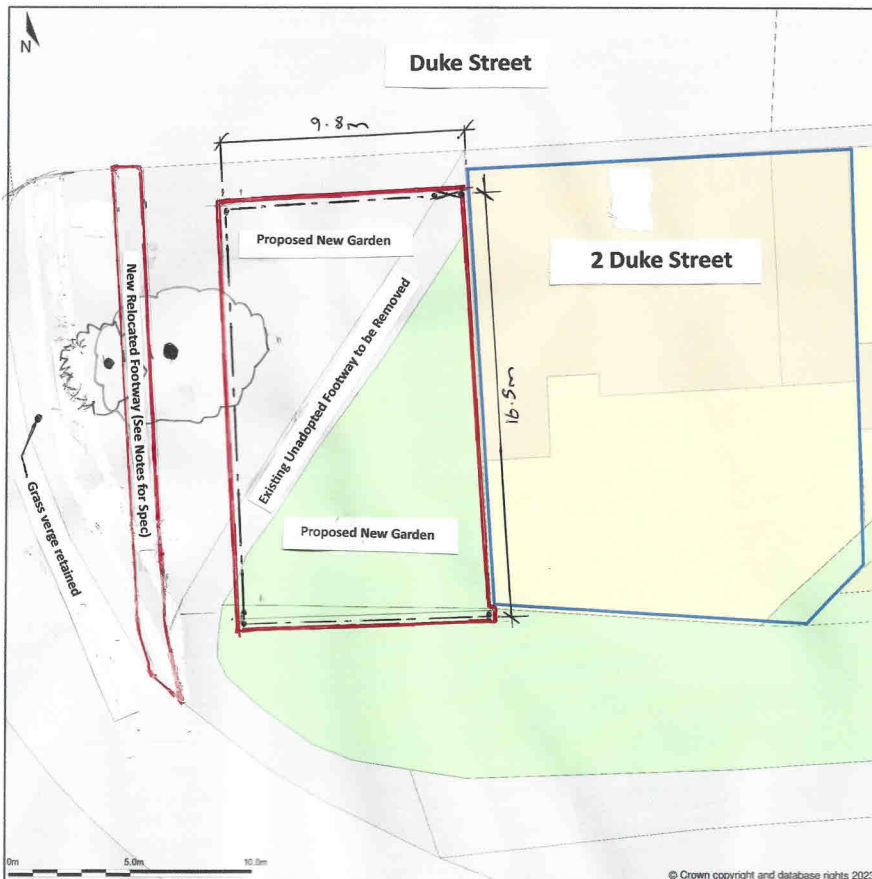 N
Duke Street
9.8m
Proposed New Garden
2 Duke Street
New Relocated Footway (See Notes for Spec)
Existing Unadopted Footway to be Removed
16.5m
Grass verge retained
Proposed New Garden
0m 5.0m 10.0m
© Crown copyright and database rights 2023